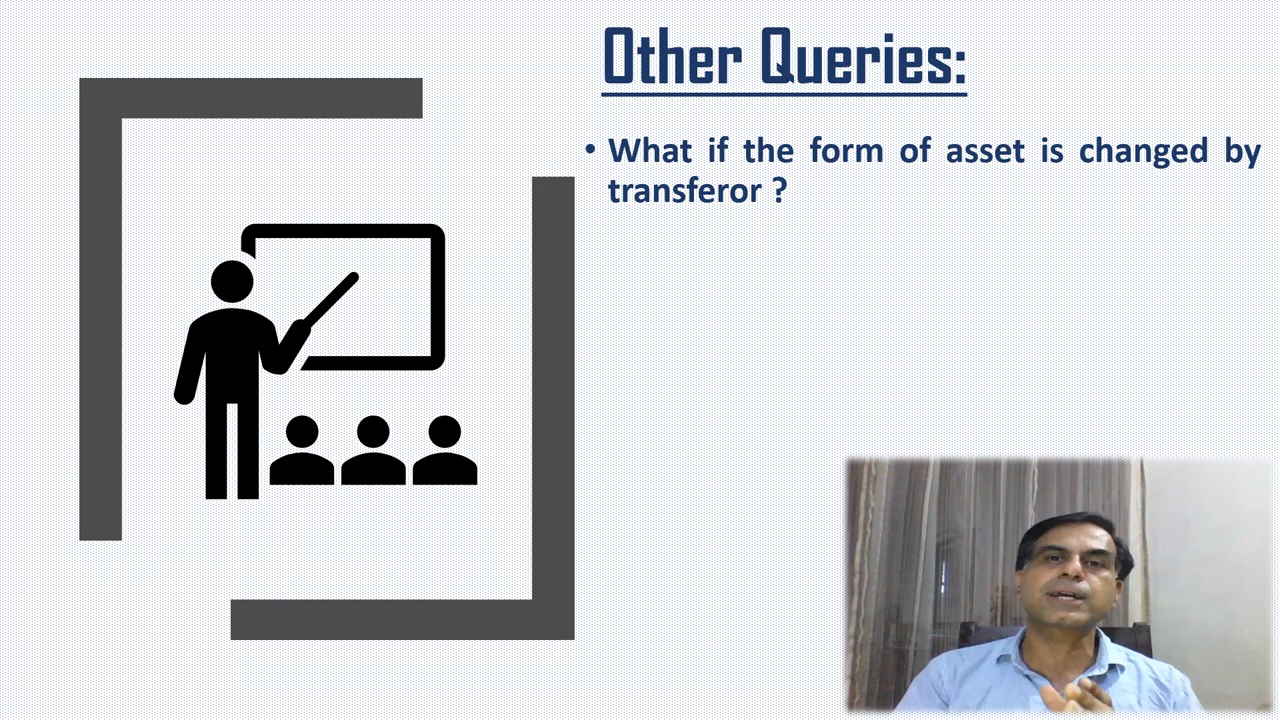 Other Queries:
• What if the form of asset is changed by
transferor ?